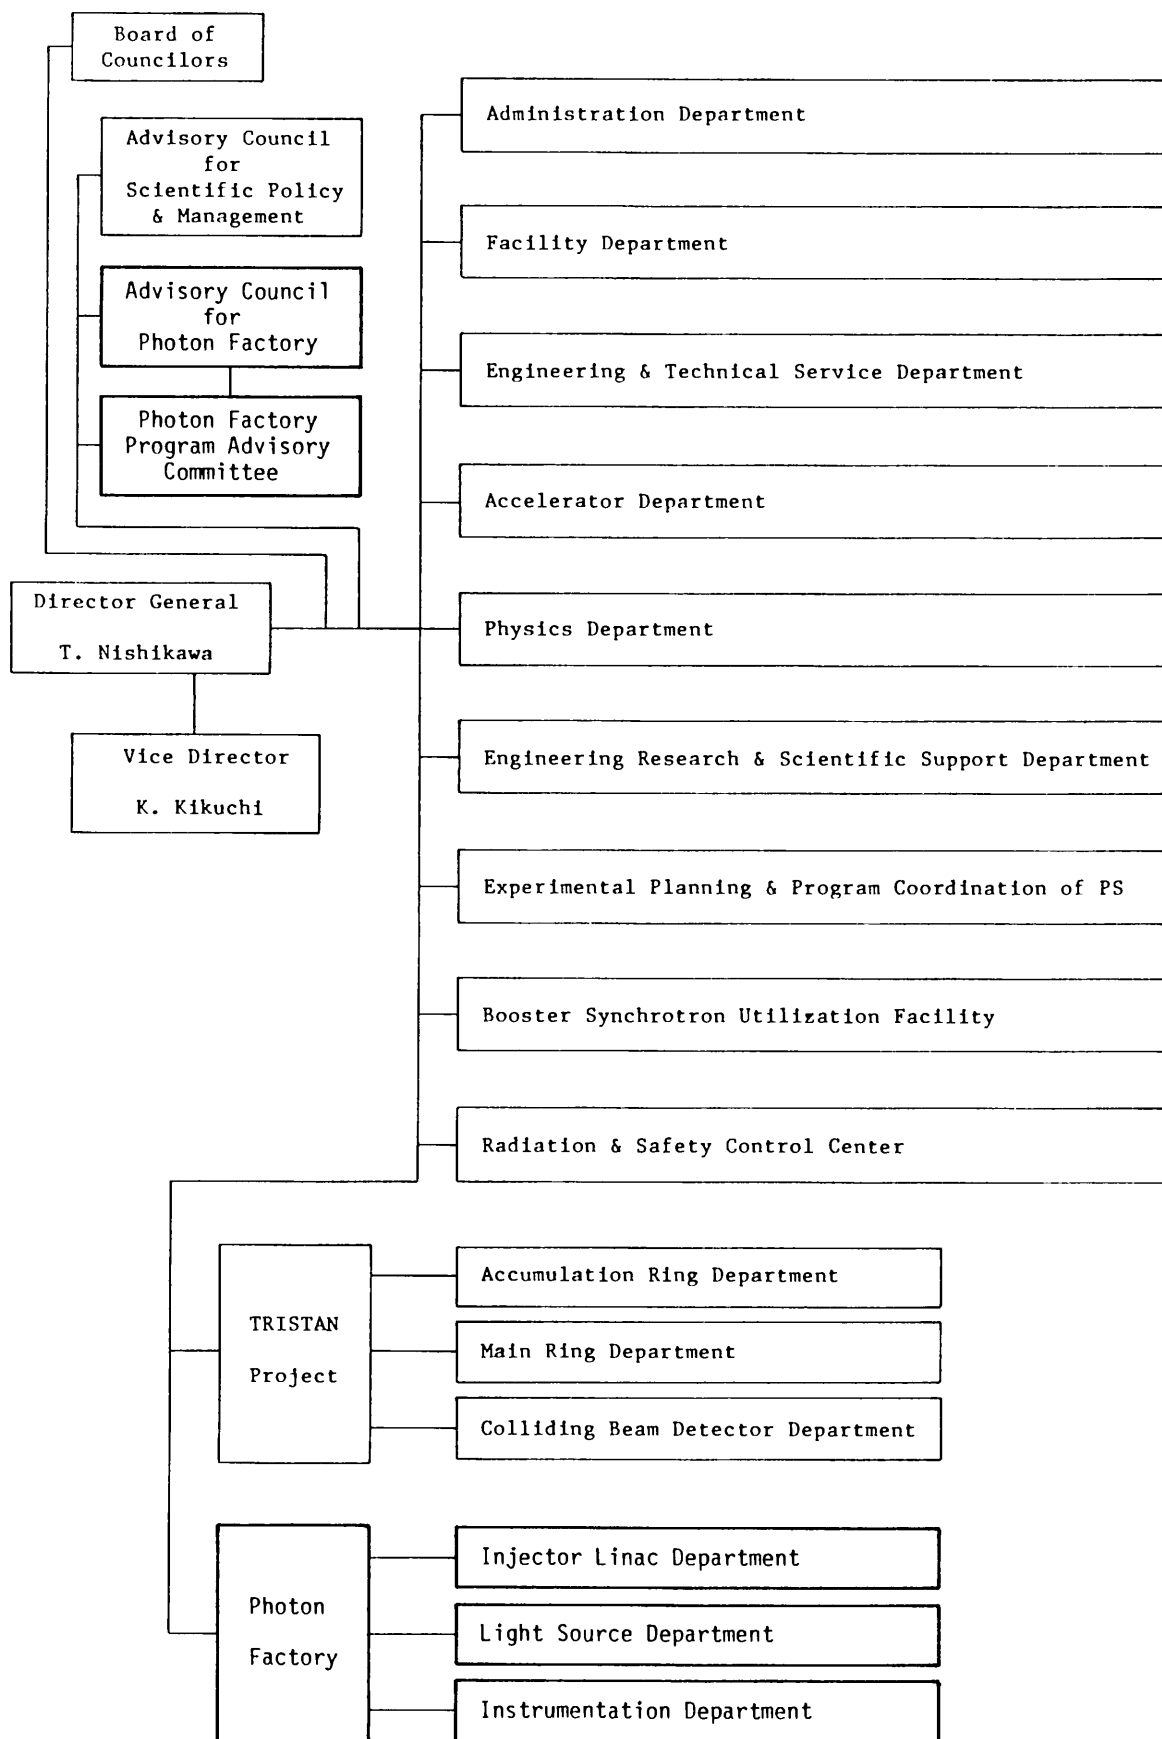 Board of
Councilors
Advisory Council
for
Scientific Policy
& Management
Advisory Council
for
Photon Factory
Photon Factory
Program Advisory
Committee
Director General
T. Nishikawa
Vice Director
K. Kikuchi
Administration Department
Facility Department
Engineering & Technical Service Department
Accelerator Department
Physics Department
Engineering Research & Scientific Support Department
Experimental Planning & Program Coordination of PS
Booster Synchrotron Utilization Facility
Radiation & Safety Control Center
TRISTAN
Project
Accumulation Ring Department
Main Ring Department
Colliding Beam Detector Department
Photon
Factory
Injector Linac Department
Light Source Department
Instrumentation Department